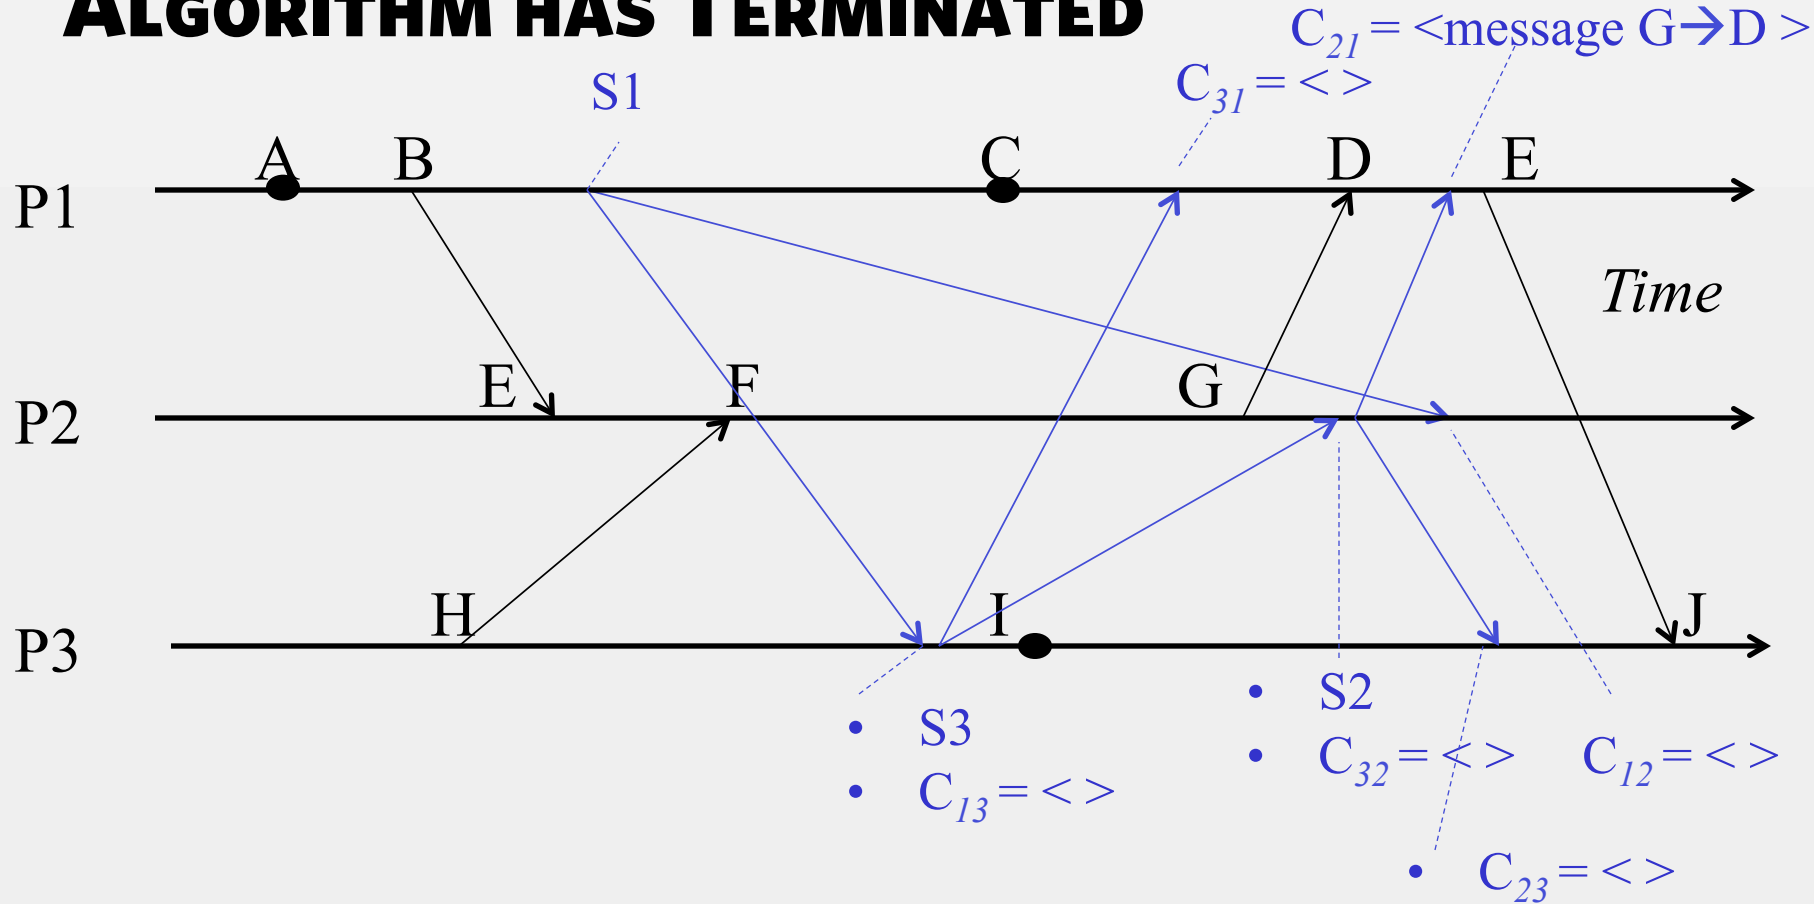 ALGORITHM HAS TERMINATED
C21 = <message G→D >
C31 = < >
S1
A B C D E
P1
Time
E F G
P2
H I J
P3
• S3
• C13 = < >
• S2
• C32 = < > C12 = < >
• C23 = < >